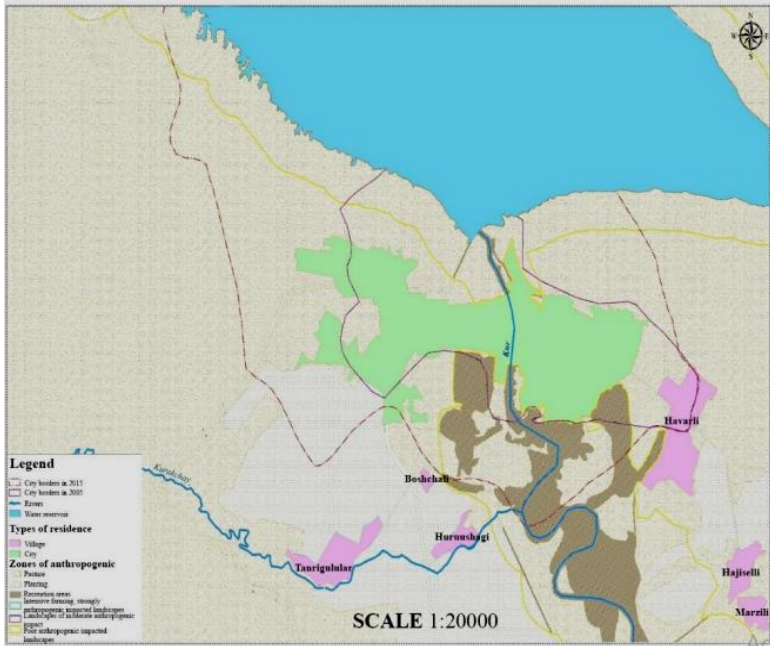 N
W E
S
Kur
Havarli
Boshchali
Kurakchay
Huruushagi
Tanrigulular
Hajiselli
Marzili
SCALE 1:20000
Legend
City borders in 2015
City borders in 2005
Rivers
Water reservoir
Types of residence
Village
City
Zones of anthropogenic
Pasture
Planting
Recreation areas
Intensive farming, strongly
anthropogenic impacted landscapes
Landscapes of moderate anthropogenic
impact
Poor anthropogenic impacted
landscapes